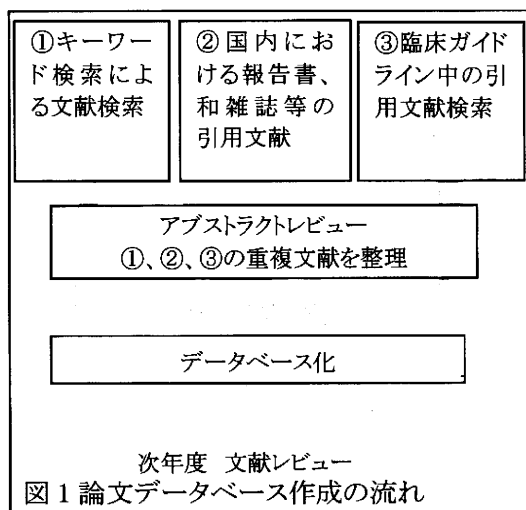 ①キーワー
ド検索によ
る文献検索
②国内にお
ける報告書、
和雑誌等の
引用文献
③臨床ガイド
ライン中の引
用文献検索
アブストラクトレビュー
①、②、③の重複文献を整理
データベース化
次年度 文献レビュー
図1論文データベース作成の流れ